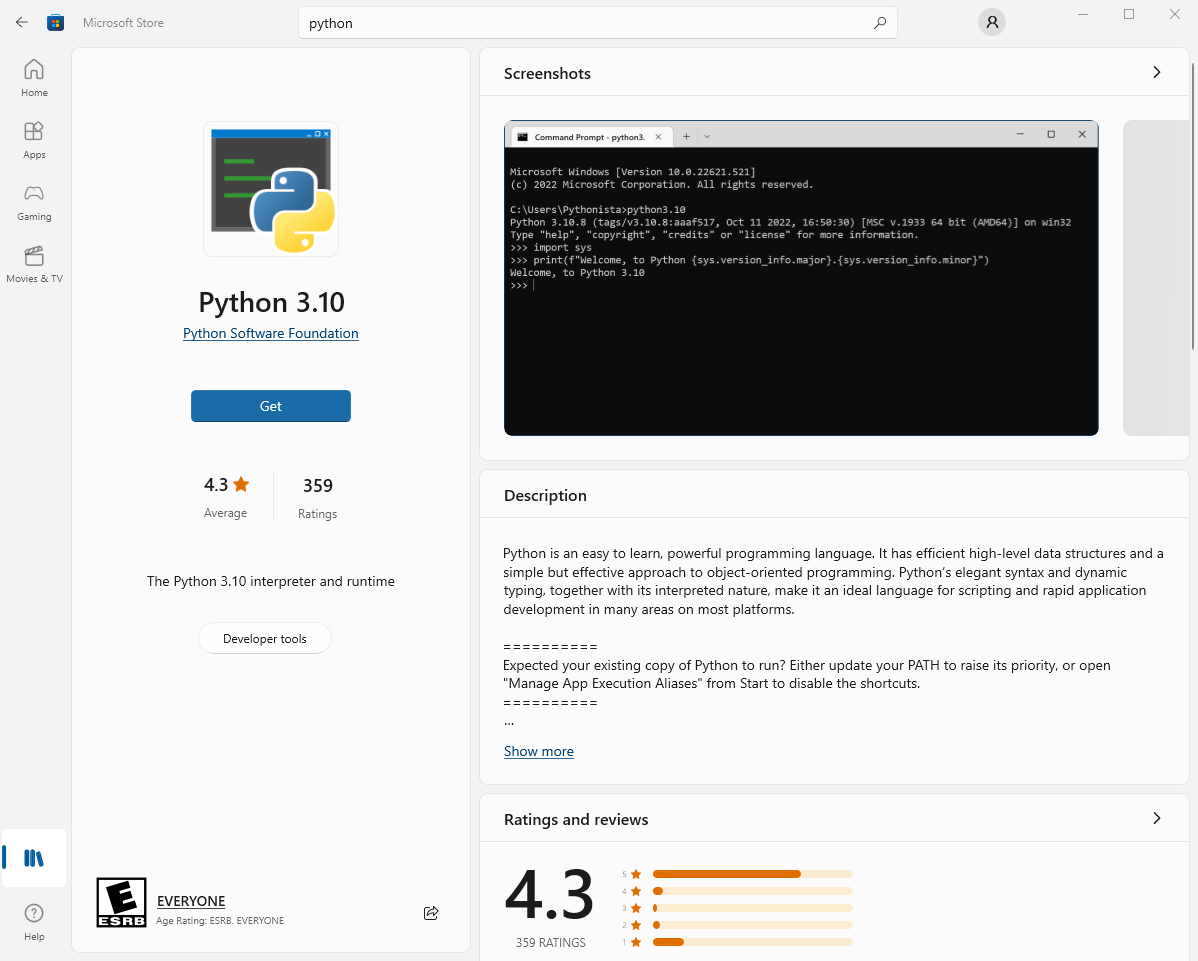 Microsoft Store
python
Home
Apps
Gaming
Movies & TV
Help
Python 3.10
Python Software Foundation
Get
4.3
Average
359
Ratings
The Python 3.10 interpreter and runtime
Developer tools
E
ESRB
EVERYONE
Age Rating: ESRB. EVERYONE
Screenshots
Command Prompt - python3.
Microsoft Windows [Version 10.0.22621.521]
(c) 2022 Microsoft Corporation. All rights reserved.
C:\Users\Pythonista>python3.10
Python 3.10.8 (tags/v3.10.8:aaaf517, Oct 11 2022, 16:50:30) [MSC v.1933 64 bit (AMD64)] on win32
Type "help", "copyright", "credits" or "license" for more information.
>>> import sys
>>> print(f"Welcome, to Python {sys.version_info.major}.{sys.version_info.minor}")
Welcome, to Python 3.10
>>>
Description
Python is an easy to learn, powerful programming language. It has efficient high-level data structures and a
simple but effective approach to object-oriented programming. Python’s elegant syntax and dynamic
typing, together with its interpreted nature, make it an ideal language for scripting and rapid application
development in many areas on most platforms.
==========
Expected your existing copy of Python to run? Either update your PATH to raise its priority, or open
"Manage App Execution Aliases" from Start to disable the shortcuts.
==========
...
Show more
Ratings and reviews
4.3
359 RATINGS
5
4
3
2
1